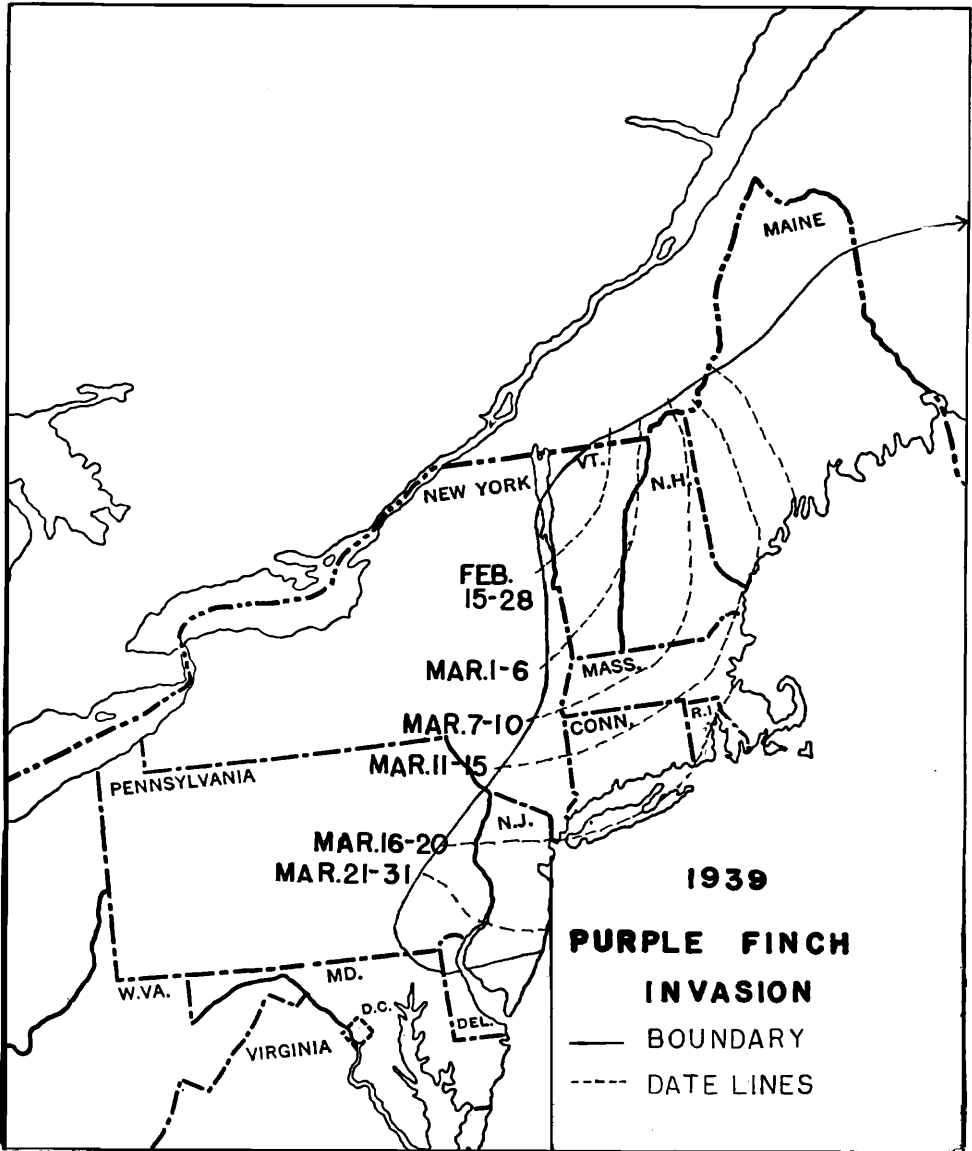 MAINE
VT.
NEW YORK
N.H.
FEB.
15-28
MAR.1-6
MASS.
MAR.7-10
CONN.
R.I.
MAR.11-15
PENNSYLVANIA
N.J.
MAR.16-20
MAR.21-31
1939
PURPLE FINCH
INVASION
BOUNDARY
DATE LINES
W.VA.
MD.
D.C.
DEL.
VIRGINIA